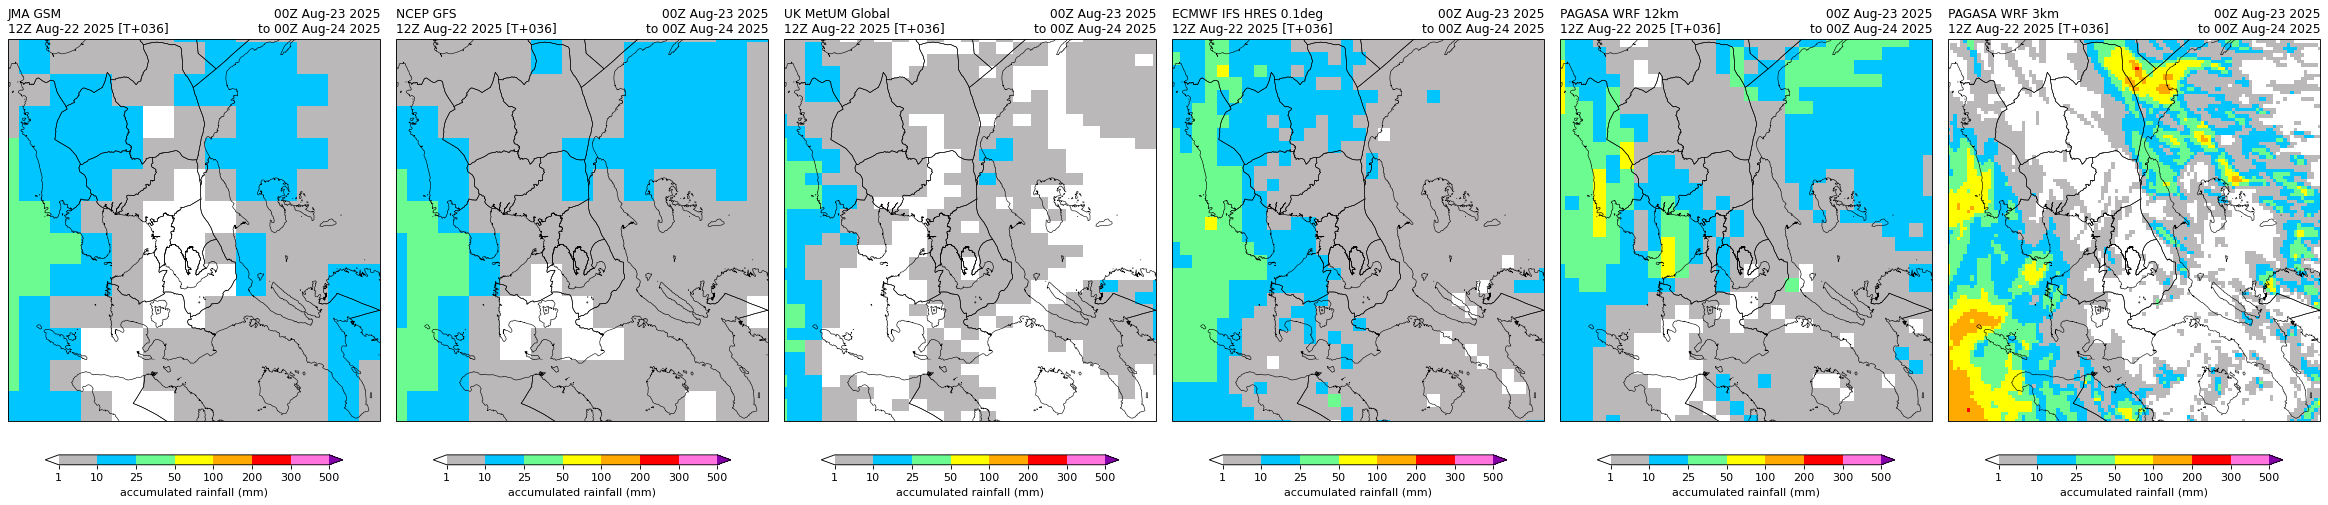 JMA GSM 00Z Aug-23 2025
12Z Aug-22 2025 [T+036] to 00Z Aug-24 2025
NCEP GFS 00Z Aug-23 2025
12Z Aug-22 2025 [T+036] to 00Z Aug-24 2025
UK MetUM Global 00Z Aug-23 2025
12Z Aug-22 2025 [T+036] to 00Z Aug-24 2025
ECMWF IFS HRES 0.1deg 00Z Aug-23 2025
12Z Aug-22 2025 [T+036] to 00Z Aug-24 2025
PAGASA WRF 12km 00Z Aug-23 2025
12Z Aug-22 2025 [T+036] to 00Z Aug-24 2025
PAGASA WRF 3km 00Z Aug-23 2025
12Z Aug-22 2025 [T+036] to 00Z Aug-24 2025
1 10 25 50 100 200 300 500
accumulated rainfall (mm)
1 10 25 50 100 200 300 500
accumulated rainfall (mm)
1 10 25 50 100 200 300 500
accumulated rainfall (mm)
1 10 25 50 100 200 300 500
accumulated rainfall (mm)
1 10 25 50 100 200 300 500
accumulated rainfall (mm)
1 10 25 50 100 200 300 500
accumulated rainfall (mm)